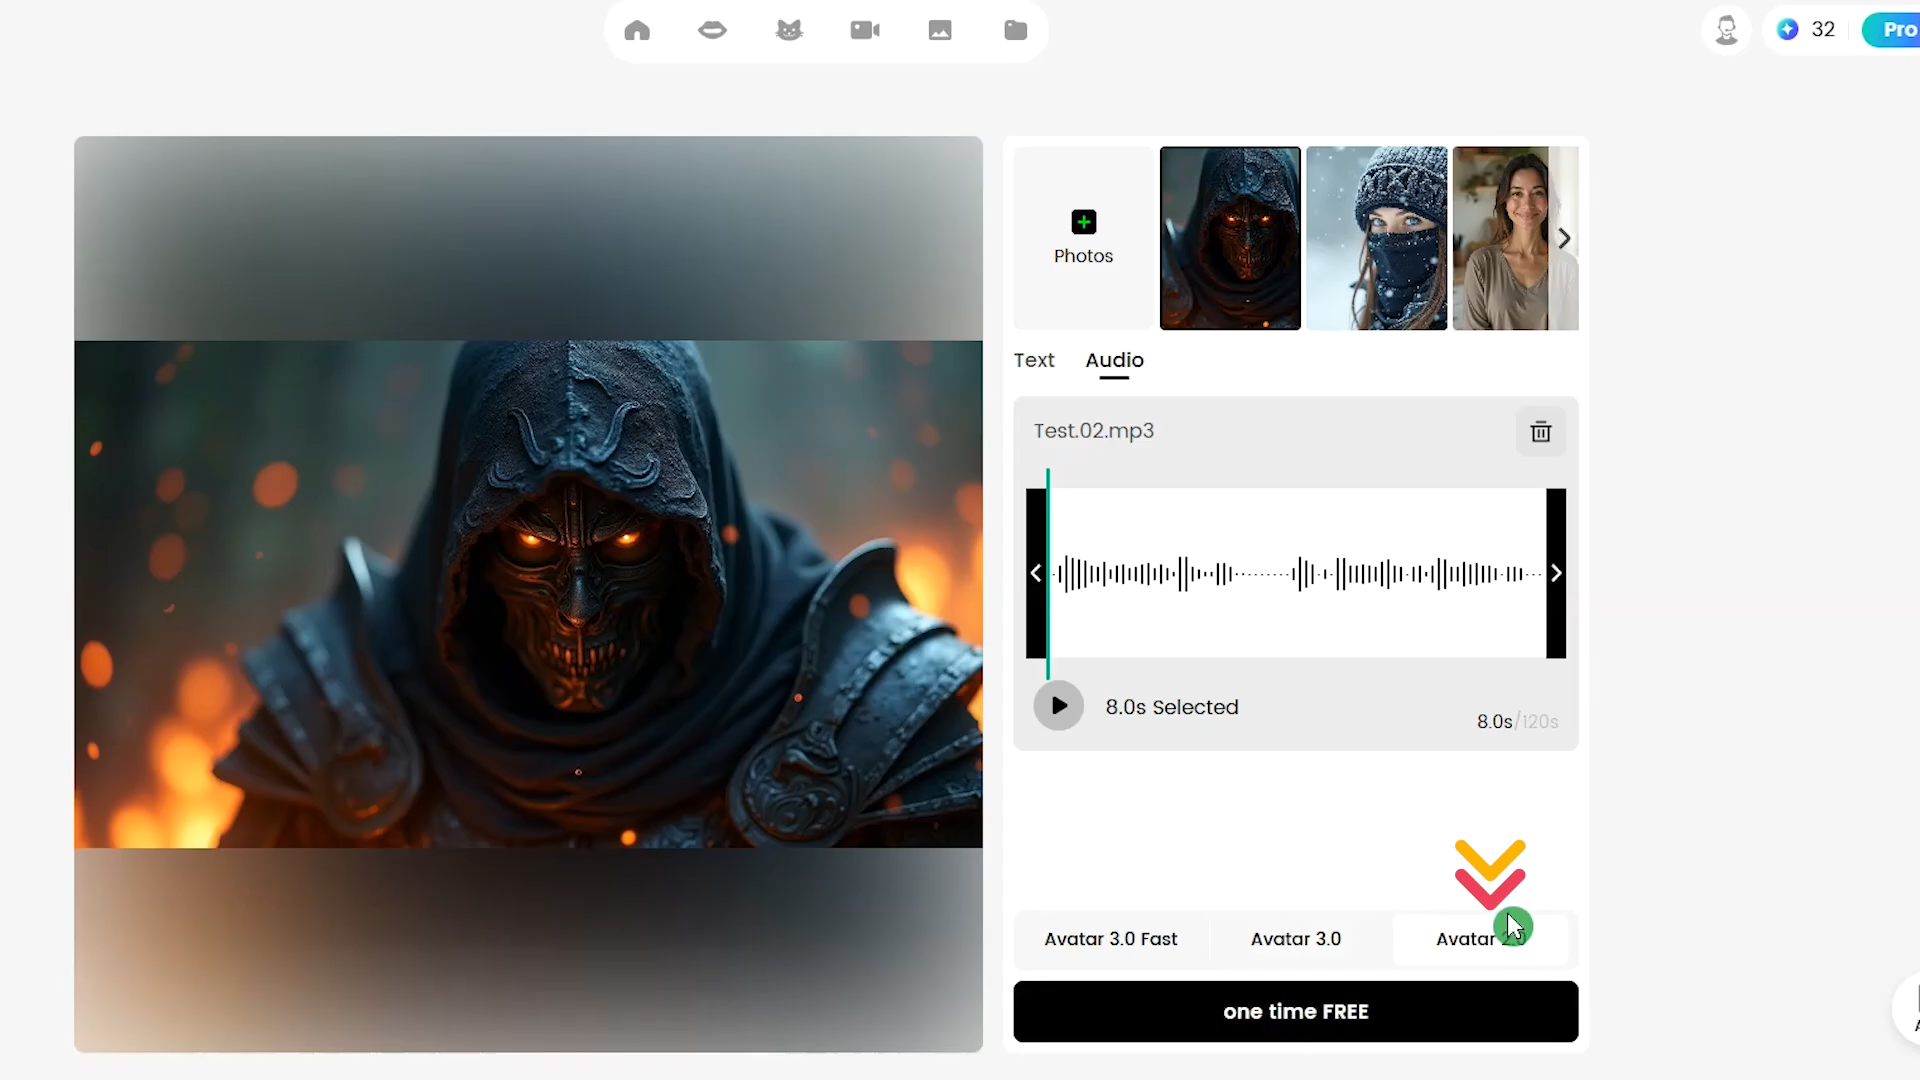 32
Pro
Photos
Text Audio
Test.02.mp3
8.0s Selected
8.0s/120s
Avatar 3.0 Fast
Avatar 3.0
Avatar
one time FREE